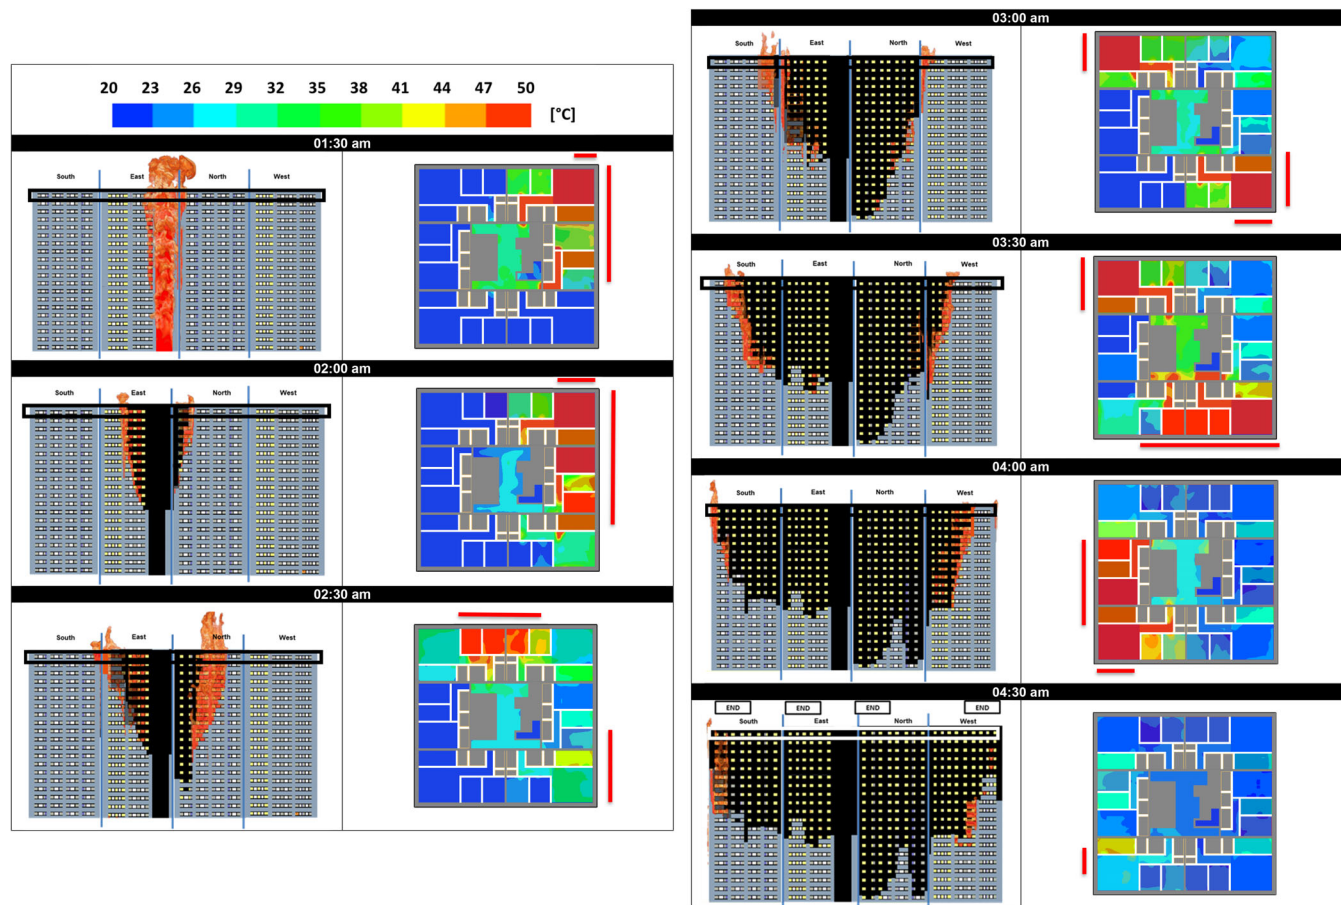 20 23 26 29 32 35 38 41 44 47 50
[°C]
01:30 am
South East North West
02:00 am
South East North West
02:30 am
South East North West
03:00 am
South East North West
03:30 am
South East North West
04:00 am
South East North West
04:30 am
END END END END
South East North West